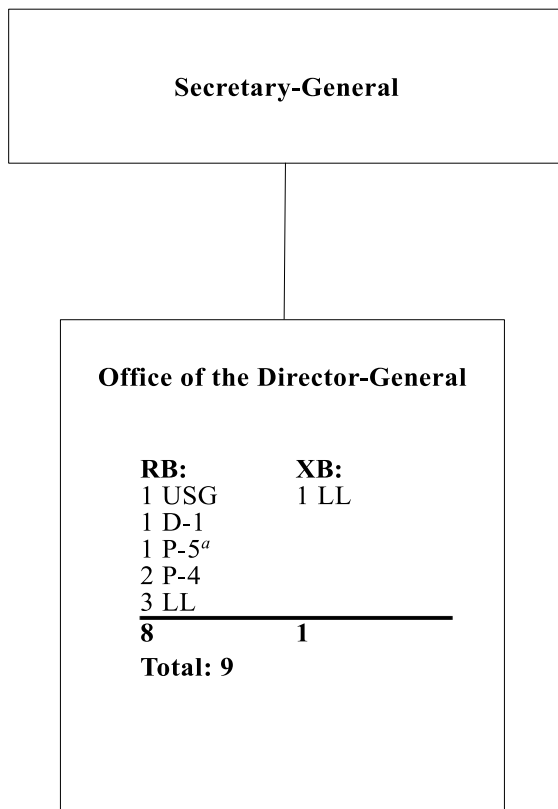 Secretary-General
Office of the Director-General
RB: XB:
1 USG 1 LL
1 D-1
1 P-5a
2 P-4
3 LL
8 1
Total: 9